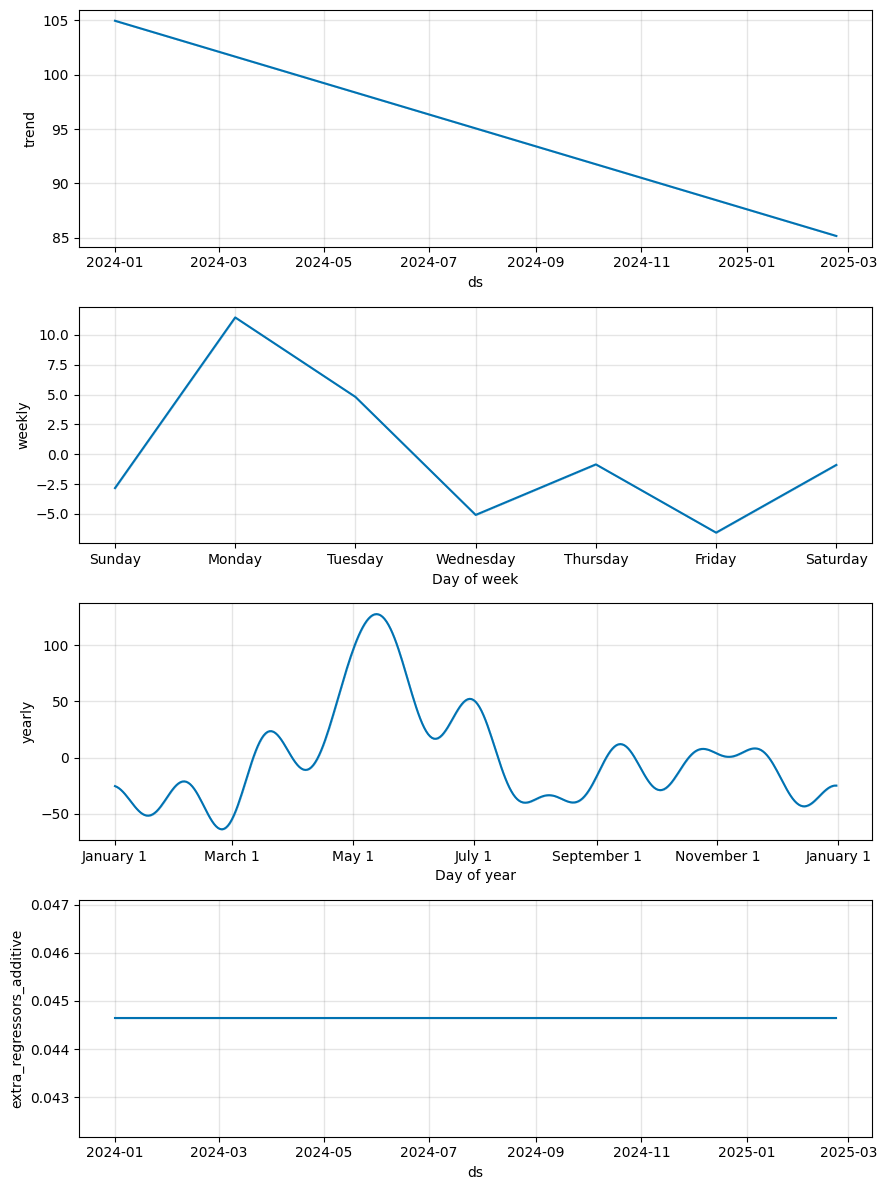 105
100
95
90
85
trend
2024-01 2024-03 2024-05 2024-07 2024-09 2024-11 2025-01 2025-03
ds
10.0
7.5
5.0
2.5
0.0
−2.5
−5.0
weekly
Sunday Monday Tuesday Wednesday Thursday Friday Saturday
Day of week
100
50
0
−50
yearly
January 1 March 1 May 1 July 1 September 1 November 1 January 1
Day of year
0.047
0.046
0.045
0.044
0.043
extra_regressors_additive
2024-01 2024-03 2024-05 2024-07 2024-09 2024-11 2025-01 2025-03
ds